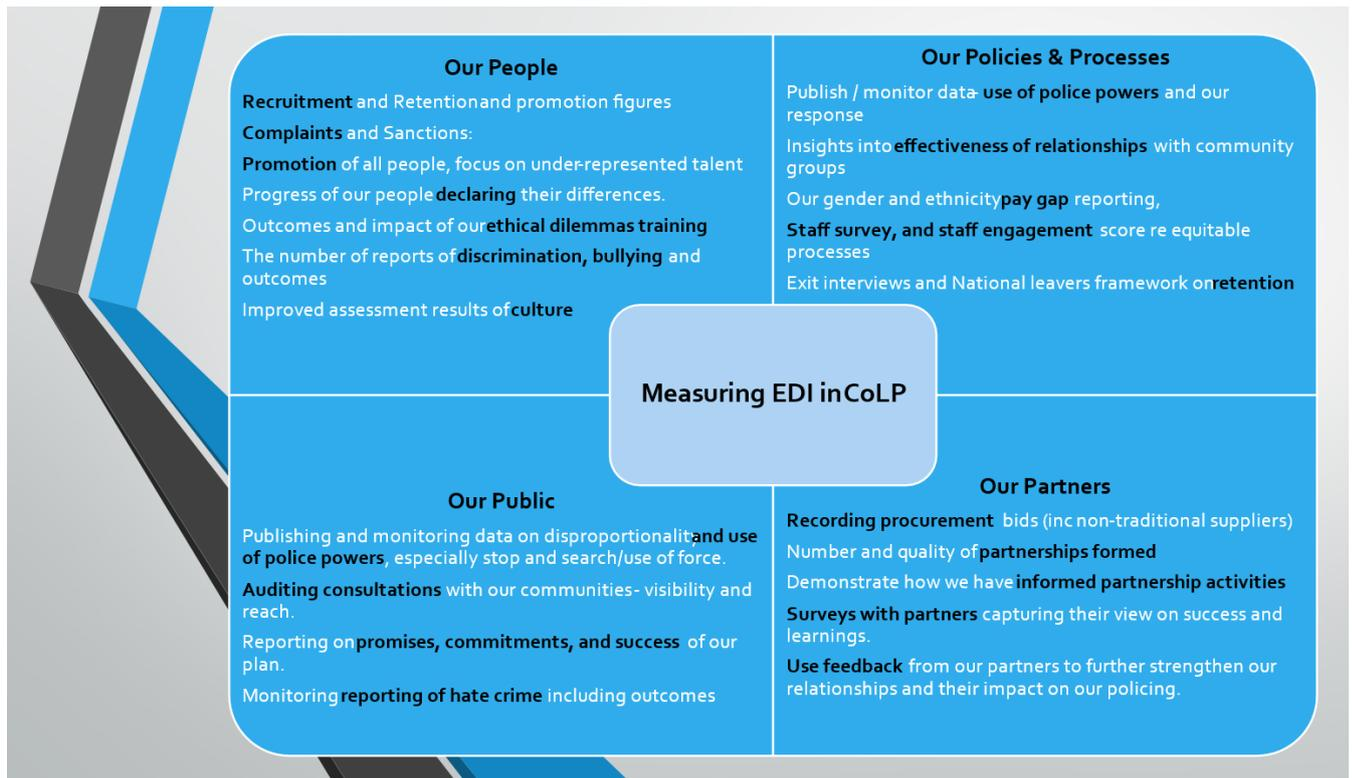 Our People
Recruitment and Retention and promotion figures
Complaints and Sanctions:
Promotion of all people, focus on under-represented talent
Progress of our people declaring their differences.
Outcomes and impact of our ethical dilemmas training
The number of reports of discrimination, bullying and
outcomes
Improved assessment results of culture
Our Policies & Processes
Publish / monitor data- use of police powers and our
response
Insights into effectiveness of relationships with community
groups
Our gender and ethnicity pay gap reporting,
Staff survey, and staff engagement score re equitable
processes
Exit interviews and National leavers framework on retention
Measuring EDI in CoLP
Our Public
Publishing and monitoring data on disproportionality and use
of police powers, especially stop and search/use of force.
Auditing consultations with our communities- visibility and
reach.
Reporting on promises, commitments, and success of our
plan.
Monitoring reporting of hate crime including outcomes
Our Partners
Recording procurement bids (inc non-traditional suppliers)
Number and quality of partnerships formed
Demonstrate how we have informed partnership activities
Surveys with partners capturing their view on success and
learnings.
Use feedback from our partners to further strengthen our
relationships and their impact on our policing.